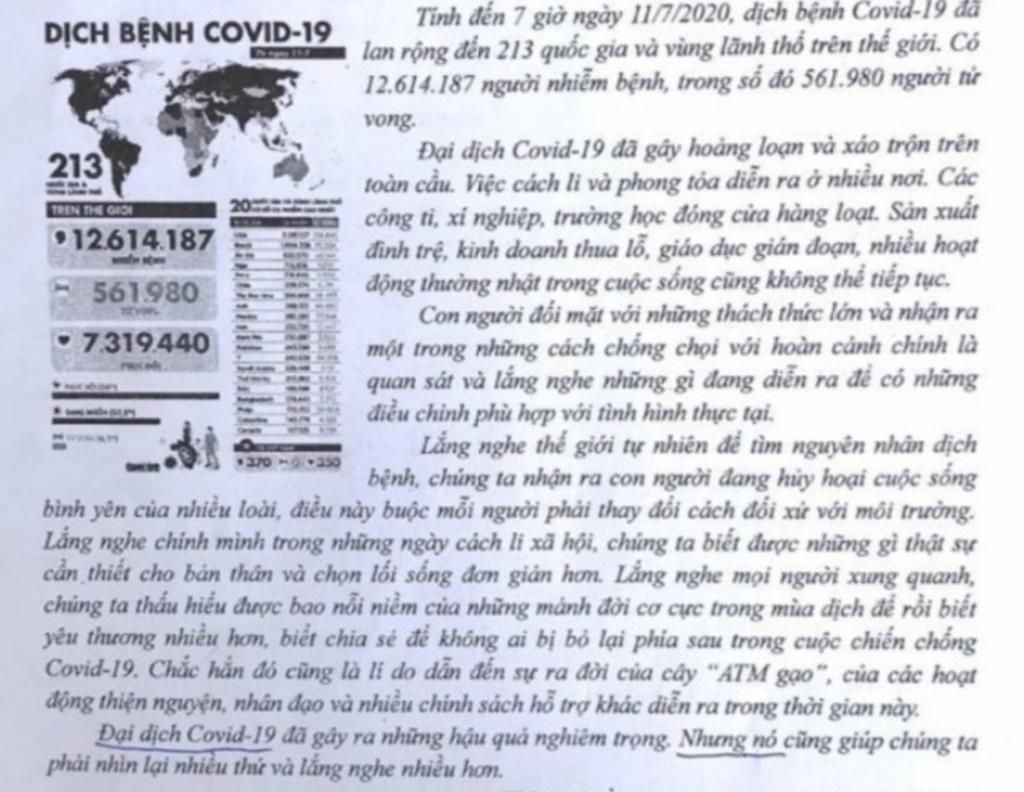 DỊCH BỆNH COVID-19
213
TRÊN THẾ GIỚI
12.614.187
NHIỄM BỆNH
561.980
TỬ VONG
7.319.440
370
350
Tính đến 7 giờ ngày 11/7/2020, dịch bệnh Covid-19 đã
lan rộng đến 213 quốc gia và vùng lãnh thổ trên thế giới. Có
12.614.187 người nhiễm bệnh, trong số đó 561.980 người tử
vong.
Đại dịch Covid-19 đã gây hoảng loạn và xáo trộn trên
toàn cầu. Việc cách li và phong tỏa diễn ra ở nhiều nơi. Các
công ti, xí nghiệp, trường học đóng cửa hàng loạt. Sản xuất
đình trệ, kinh doanh thua lỗ, giáo dục gián đoạn, nhiều hoạt
động thường nhật trong cuộc sống cũng không thể tiếp tục.
Con người đối mặt với những thách thức lớn và nhận ra
một trong những cách chống chọi với hoàn cảnh chính là
quan sát và lắng nghe những gì đang diễn ra để có những
điều chỉnh phù hợp với tình hình thực tại.
Lắng nghe thế giới tự nhiên để tìm nguyên nhân dịch
bệnh, chúng ta nhận ra con người đang hủy hoại cuộc sống
bình yên của nhiều loài, điều này buộc mỗi người phải thay đổi cách đối xử với môi trường.
Lắng nghe chính mình trong những ngày cách li xã hội, chúng ta biết được những gì thật sự
cần thiết cho bản thân và chọn lối sống đơn giản hơn. Lắng nghe mọi người xung quanh,
chúng ta thấu hiểu được bao nỗi niềm của những mảnh đời cơ cực trong mùa dịch để rồi biết
yêu thương nhiều hơn, biết chia sẻ để không ai bị bỏ lại phía sau trong cuộc chiến chống
Covid-19. Chắc hẳn đó cũng là lí do dẫn đến sự ra đời của cây “ATM gạo”, của các hoạt
động thiện nguyện, nhân đạo và nhiều chính sách hỗ trợ khác diễn ra trong thời gian này.
Đại dịch Covid-19 đã gây ra những hậu quả nghiêm trọng. Nhưng nó cũng giúp chúng ta
phải nhìn lại nhiều thứ và lắng nghe nhiều hơn.